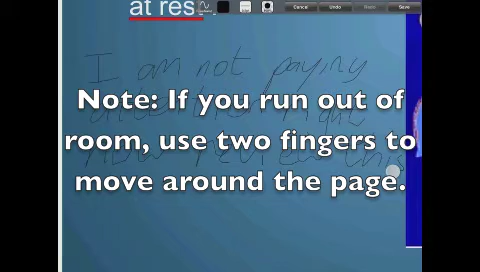 at res
Cancel Undo Redo Save
I am not paying
Note: If you run out of
room, use two fingers to
move around the page.